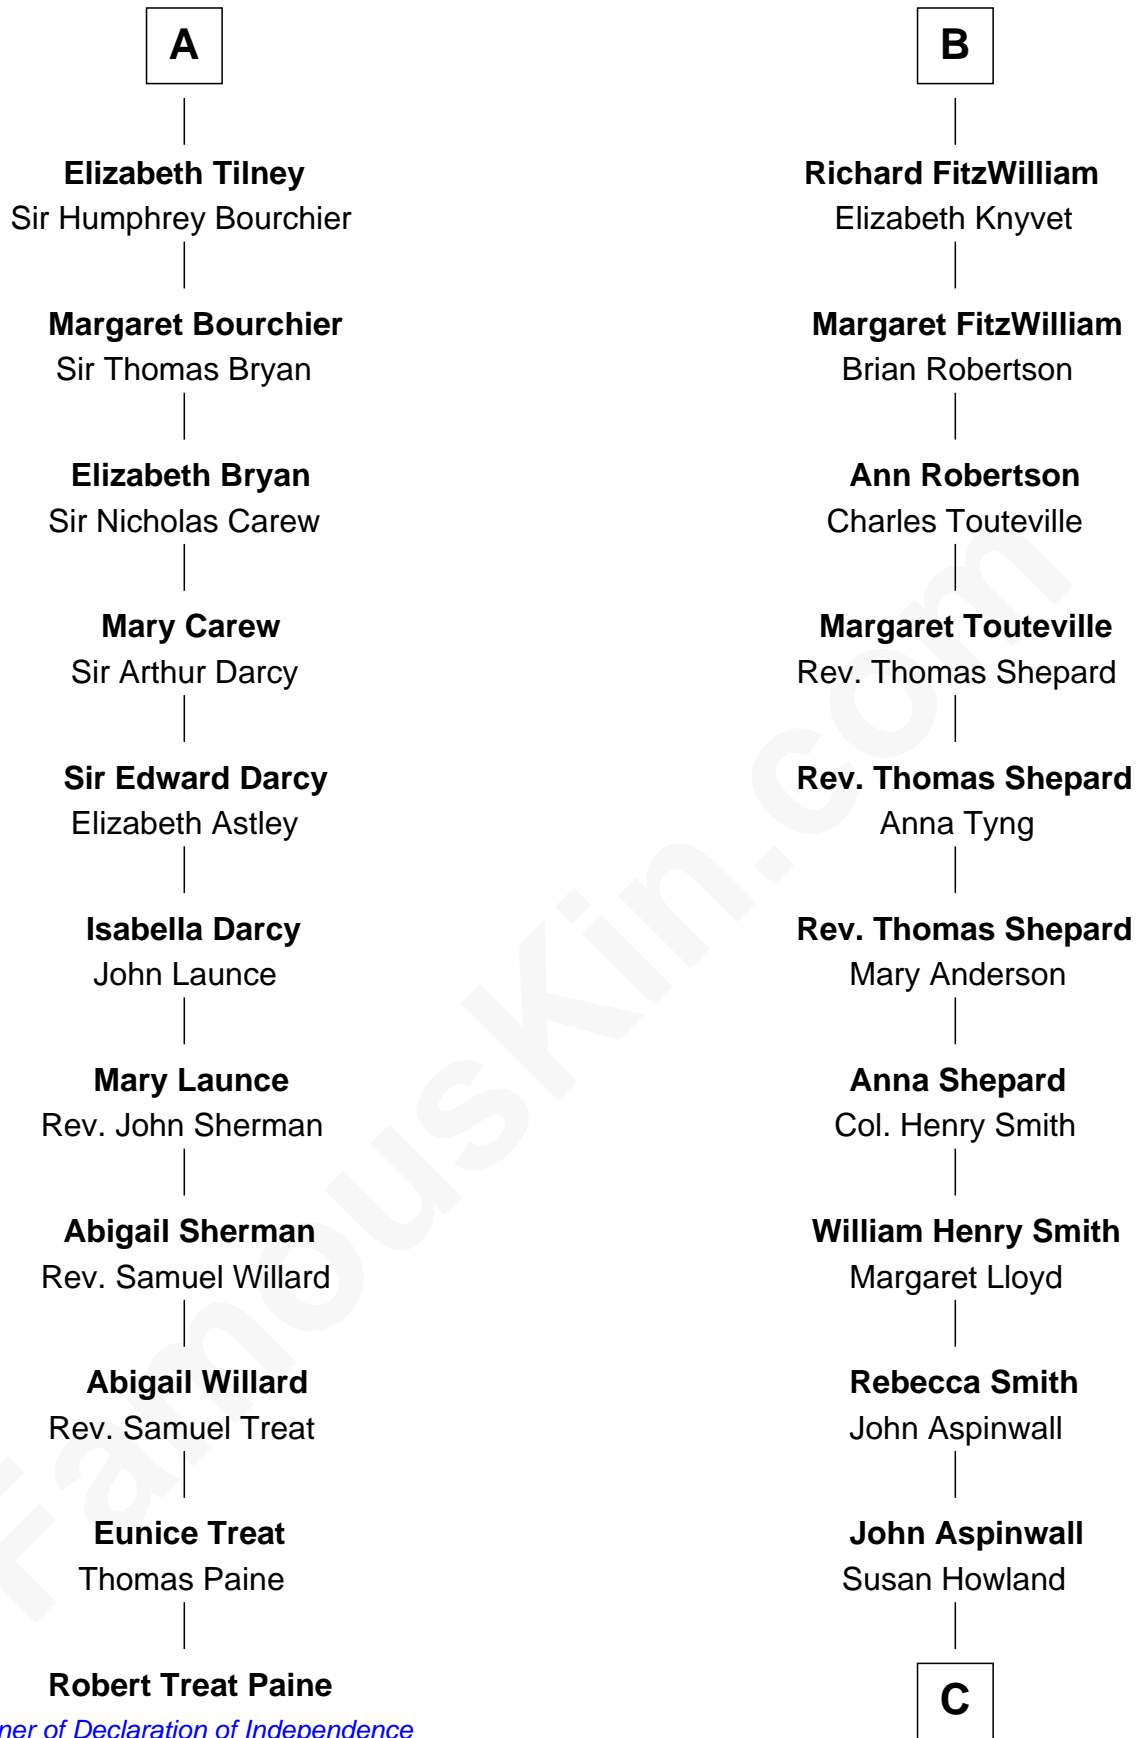 A
Elizabeth Tilney
Sir Humphrey Bourchier
Margaret Bourchier
Sir Thomas Bryan
Elizabeth Bryan
Sir Nicholas Carew
Mary Carew
Sir Arthur Darcy
Sir Edward Darcy
Elizabeth Astley
Isabella Darcy
John Launce
Mary Launce
Rev. John Sherman
Abigail Sherman
Rev. Samuel Willard
Abigail Willard
Rev. Samuel Treat
Eunice Treat
Thomas Paine
Robert Treat Paine
ner of Declaration of Independence
B
Richard FitzWilliam
Elizabeth Knyvet
Margaret FitzWilliam
Brian Robertson
Ann Robertson
Charles Touteville
Margaret Touteville
Rev. Thomas Shepard
Rev. Thomas Shepard
Anna Tyng
Rev. Thomas Shepard
Mary Anderson
Anna Shepard
Col. Henry Smith
William Henry Smith
Margaret Lloyd
Rebecca Smith
John Aspinwall
John Aspinwall
Susan Howland
C
FamousKin.com